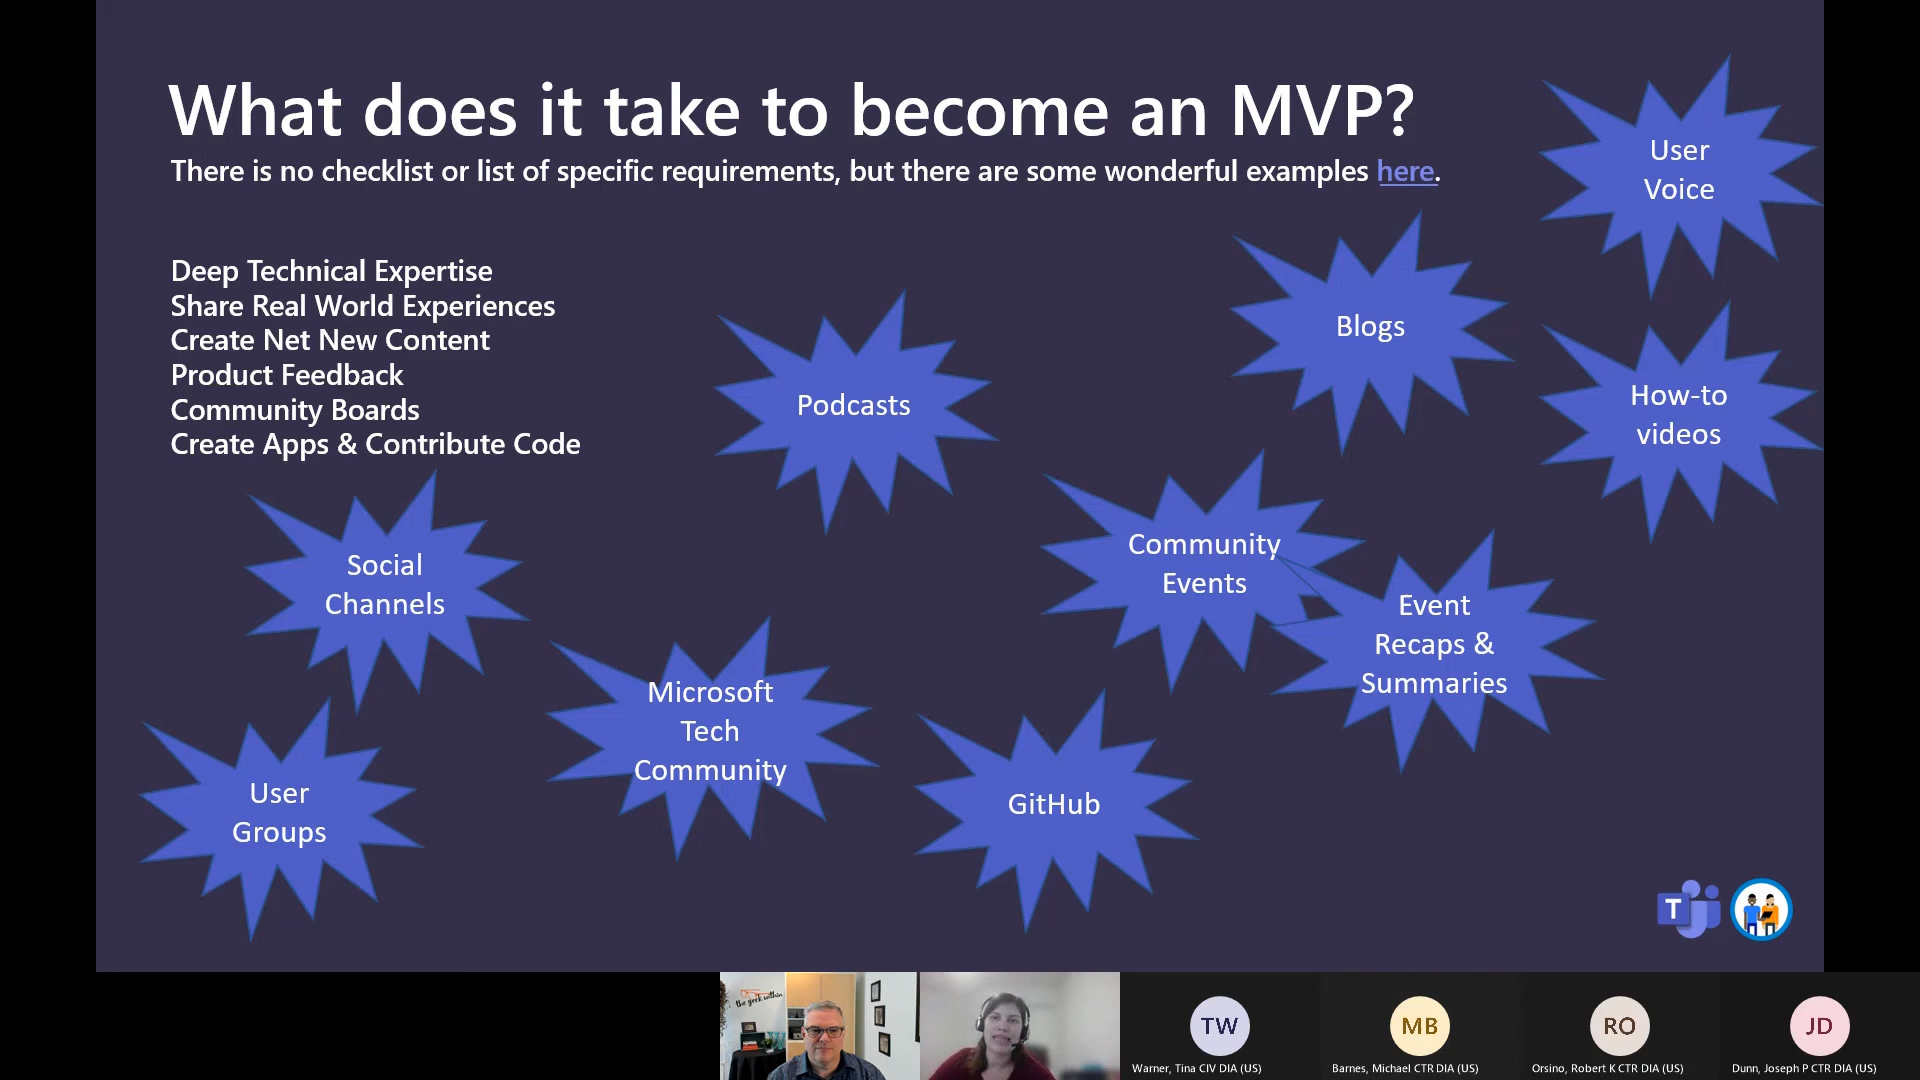 What does it take to become an MVP?
There is no checklist or list of specific requirements, but there are some wonderful examples here.
Deep Technical Expertise
Share Real World Experiences
Create Net New Content
Product Feedback
Community Boards
Create Apps & Contribute Code
User
Voice
Blogs
Podcasts
How-to
videos
Community
Events
Social
Channels
Event
Recaps &
Summaries
Microsoft
Tech
Community
User
Groups
GitHub
T
the geek within
TW
MB
RO
JD
Warner, Tina CIV DIA (US)
Barnes, Michael CTR DIA (US)
Orsino, Robert K CTR DIA (US)
Dunn, Joseph P CTR DIA (US)